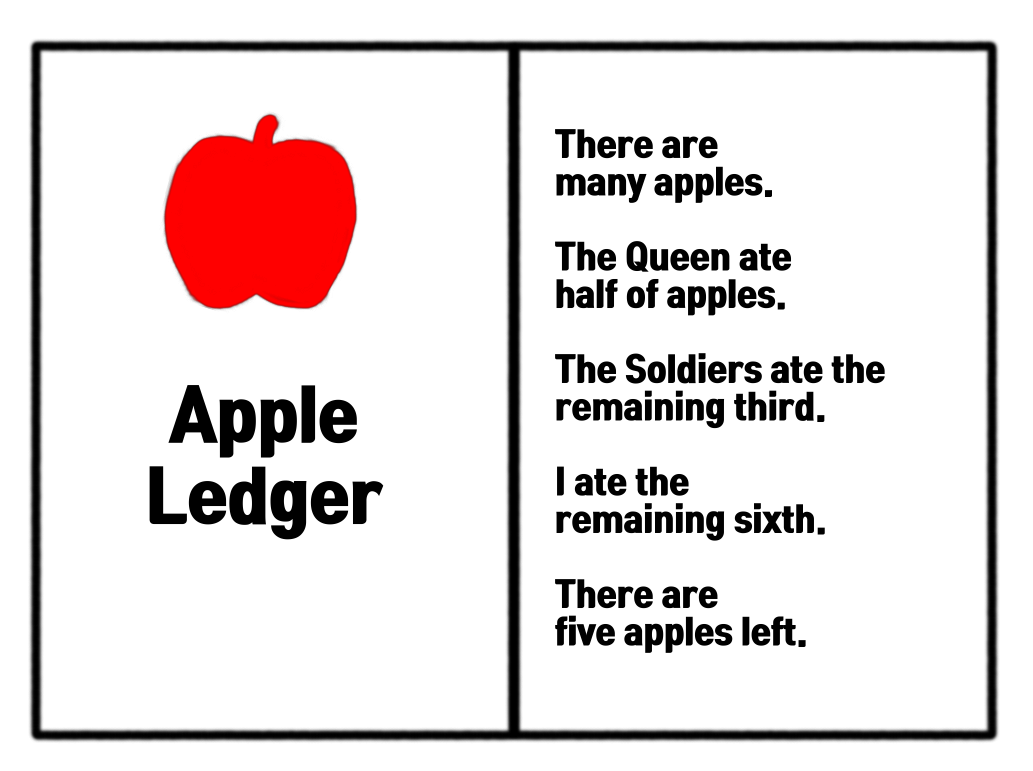 Apple
Ledger
There are
many apples.
The Queen ate
half of apples.
The Soldiers ate the
remaining third.
I ate the
remaining sixth.
There are
five apples left.